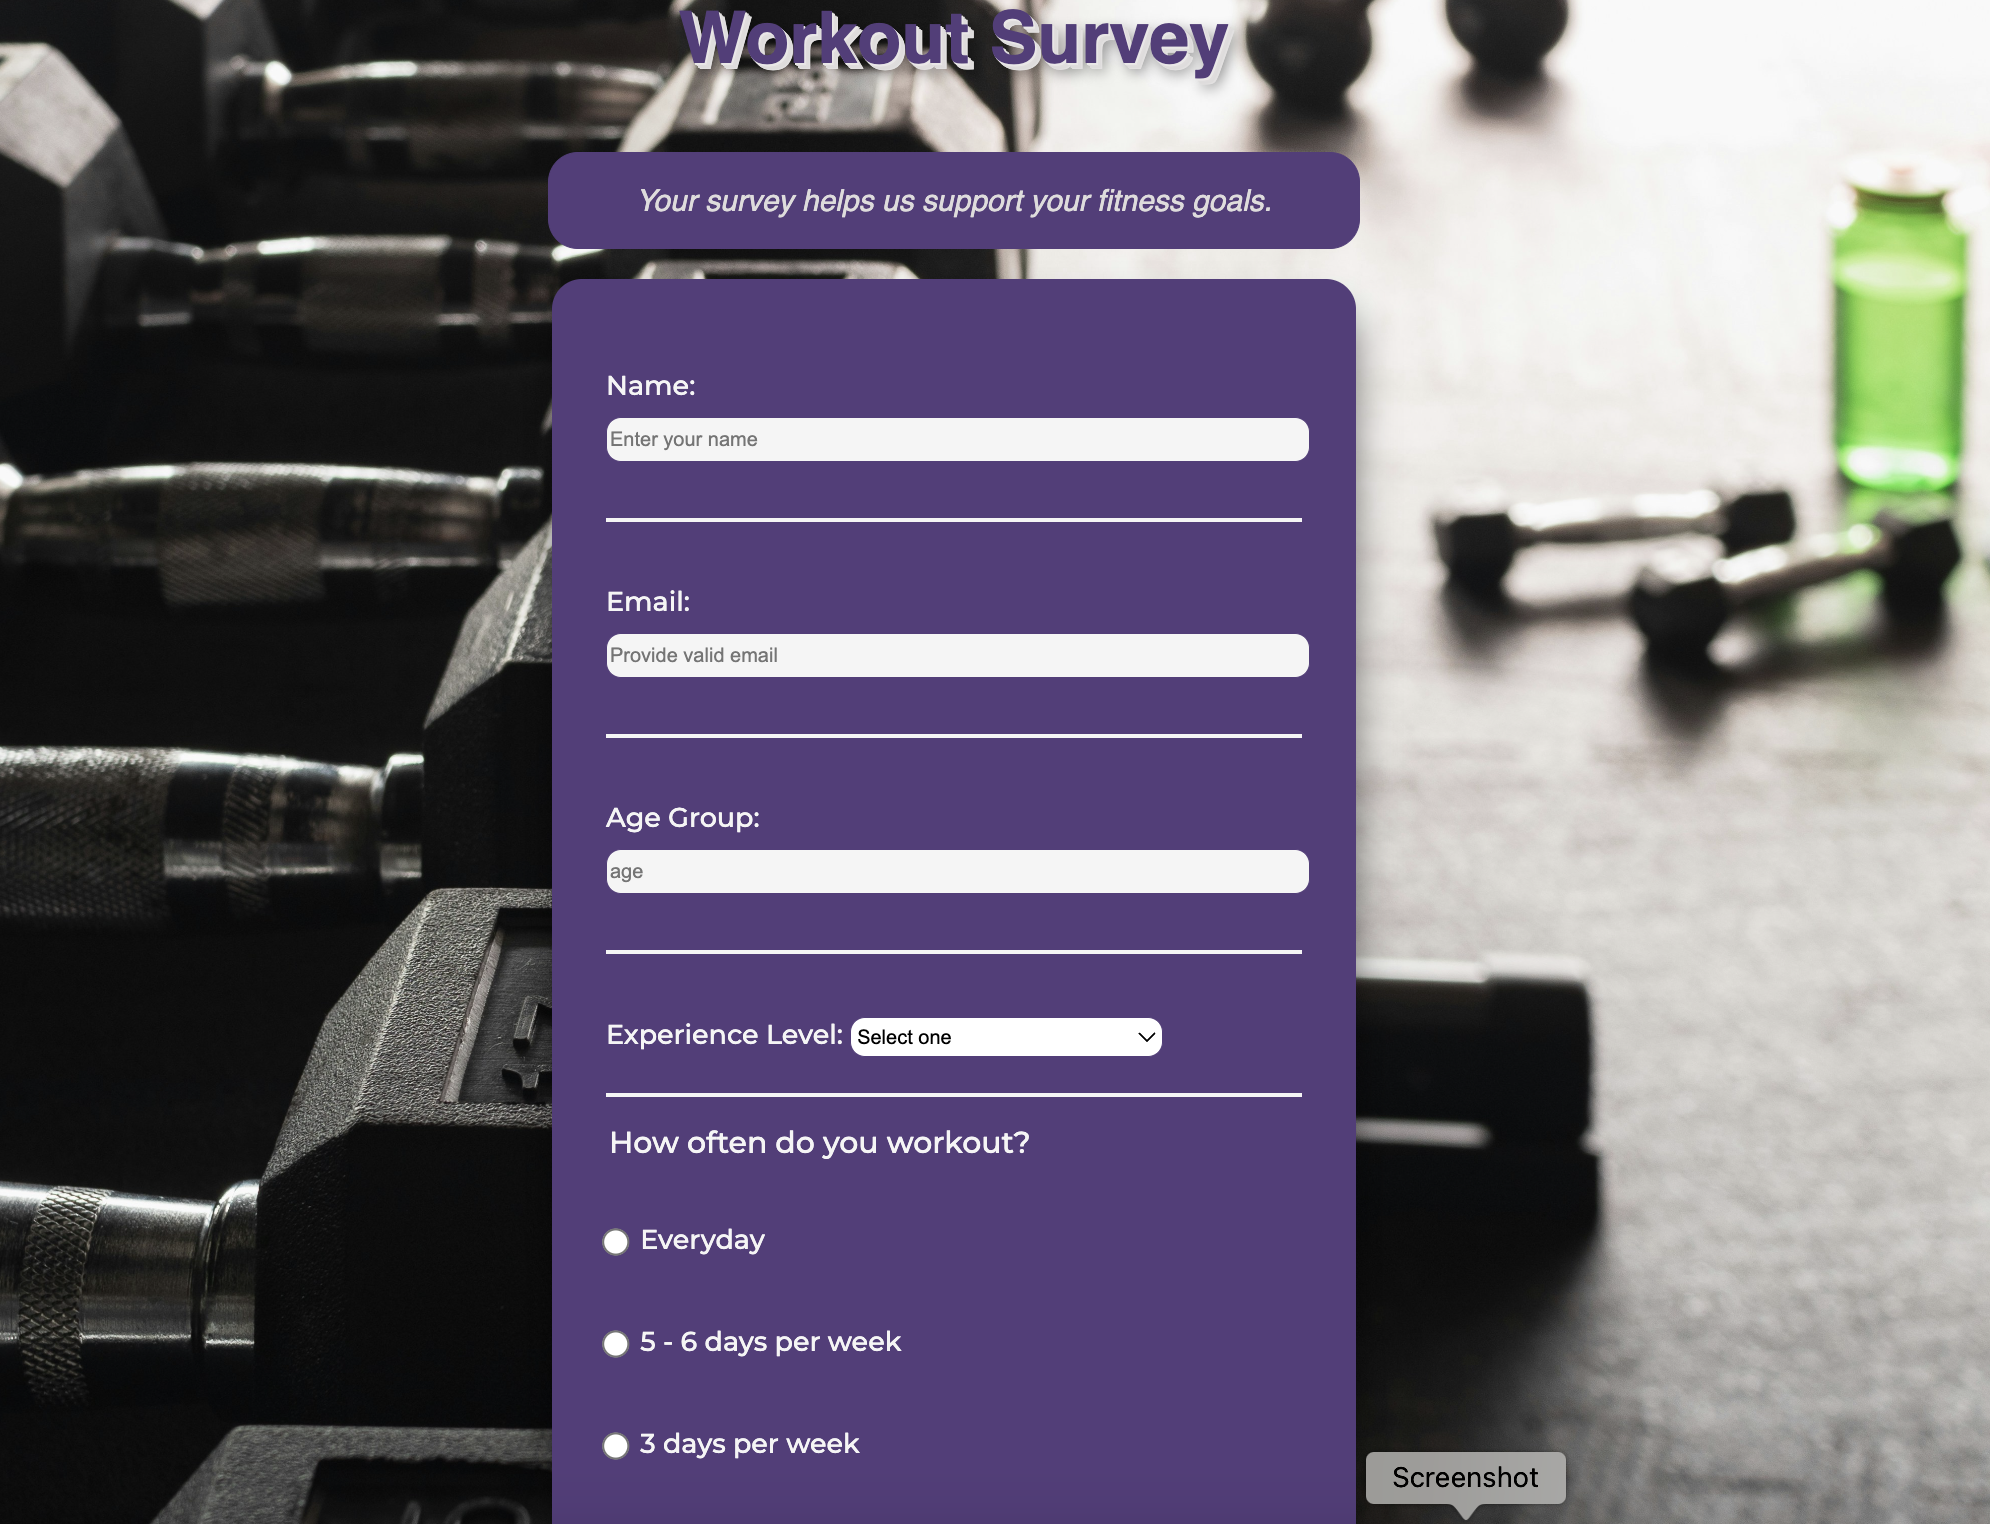 Workout Survey
Your survey helps us support your fitness goals.
Name:
Enter your name
Email:
Provide valid email
Age Group:
age
Experience Level: Select one
How often do you workout?
Everyday
5 - 6 days per week
3 days per week
Screenshot